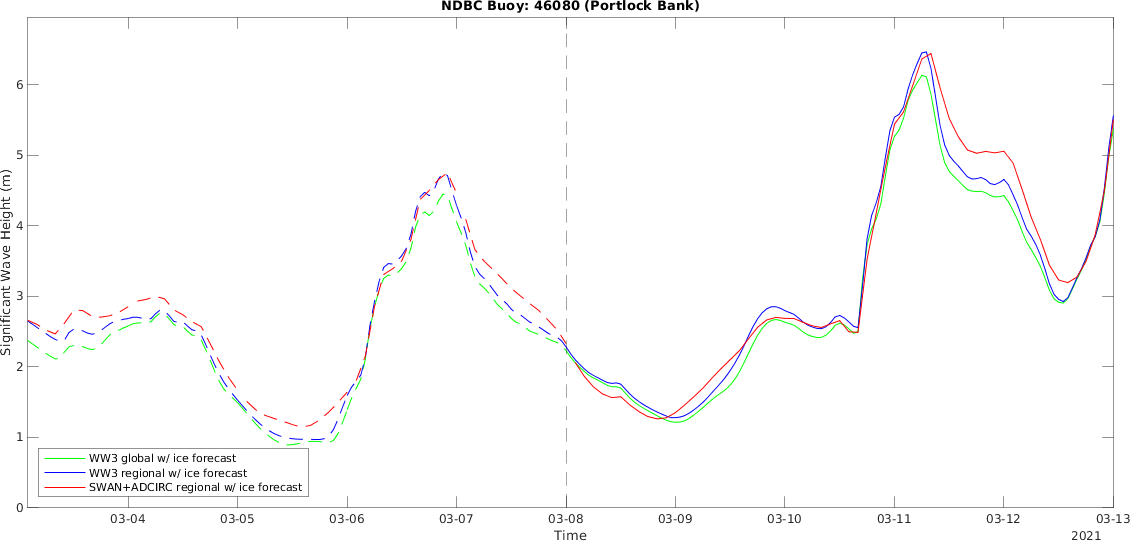 NDBC Buoy: 46080 (Portlock Bank)
Significant Wave Height (m)
6
5
4
3
2
1
0
WW3 global w/ ice forecast
WW3 regional w/ ice forecast
SWAN+ADCIRC regional w/ ice forecast
03-04 03-05 03-06 03-07 03-08 03-09 03-10 03-11 03-12 03-13
Time
2021